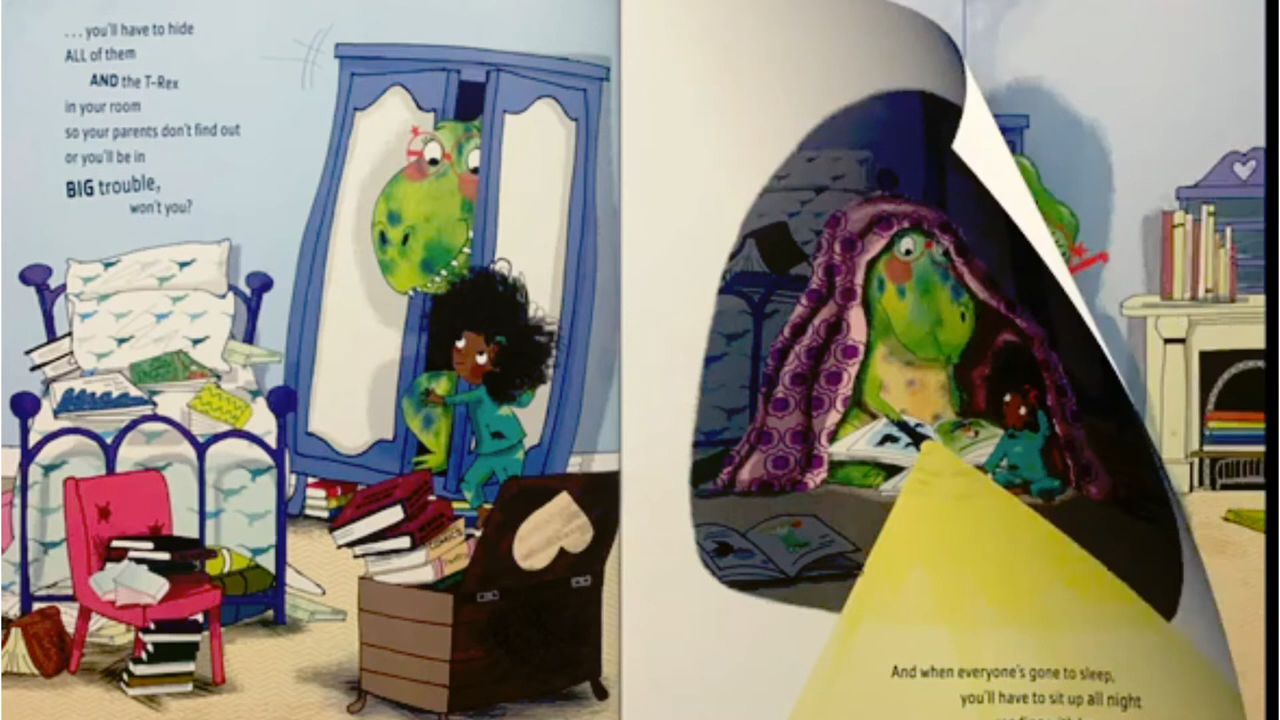 ... you'll have to hide
ALL of them
AND the T-Rex
in your room
so your parents don't find out
or you'll be in
BIG trouble,
won't you?
COMICS
And when everyone's gone to sleep,
you'll have to sit up all night